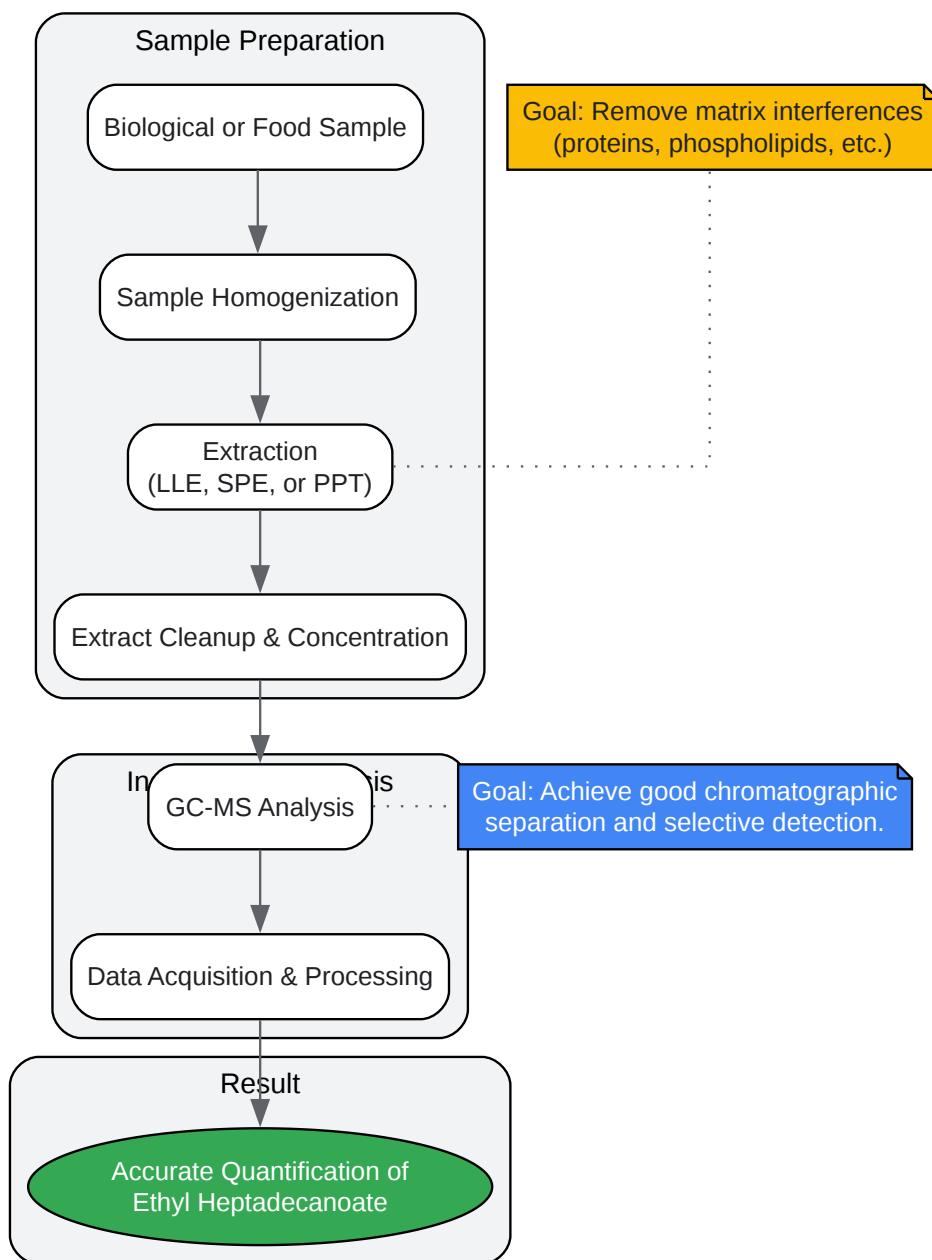 Sample Preparation
Biological or Food Sample
Goal: Remove matrix interferences
(proteins, phospholipids, etc.)
Sample Homogenization
Extraction
(LLE, SPE, or PPT)
Extract Cleanup & Concentration
GC-MS Analysis
Goal: Achieve good chromatographic
separation and selective detection.
Data Acquisition & Processing
Result
Accurate Quantification of
Ethyl Heptadecanoate